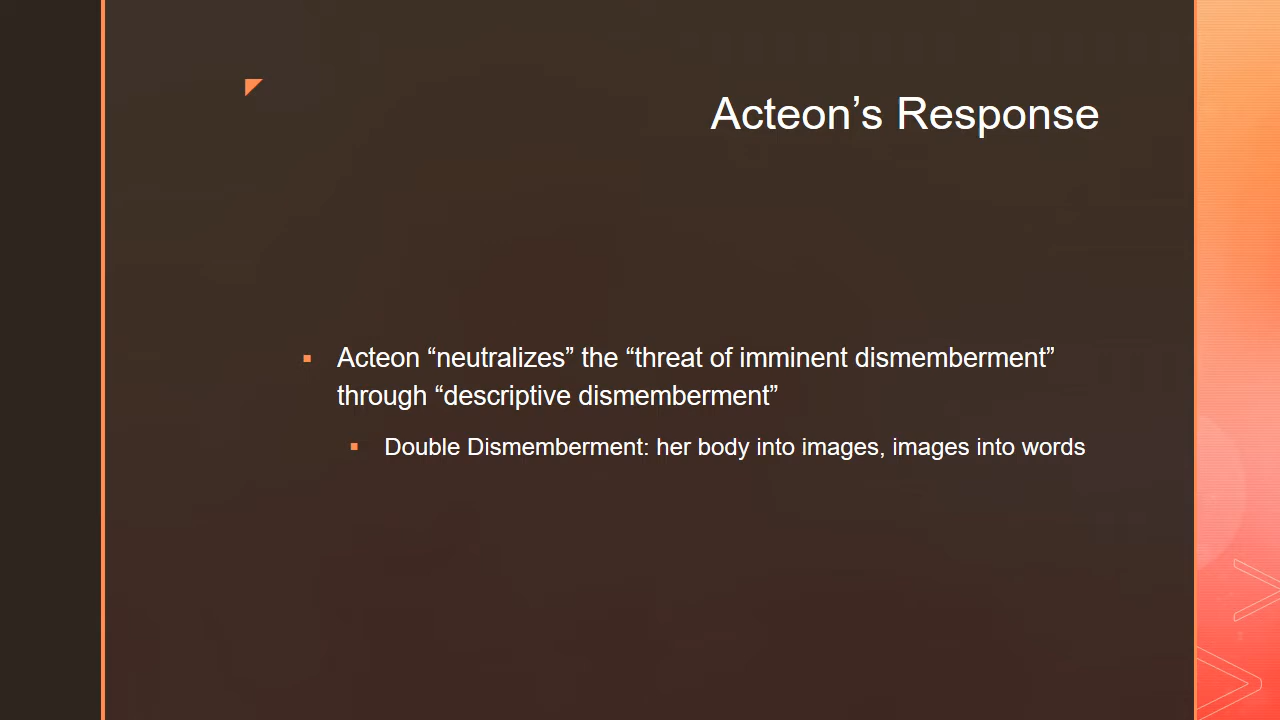 Acteon’s Response
Acteon “neutralizes” the “threat of imminent dismemberment”
through “descriptive dismemberment”
Double Dismemberment: her body into images, images into words